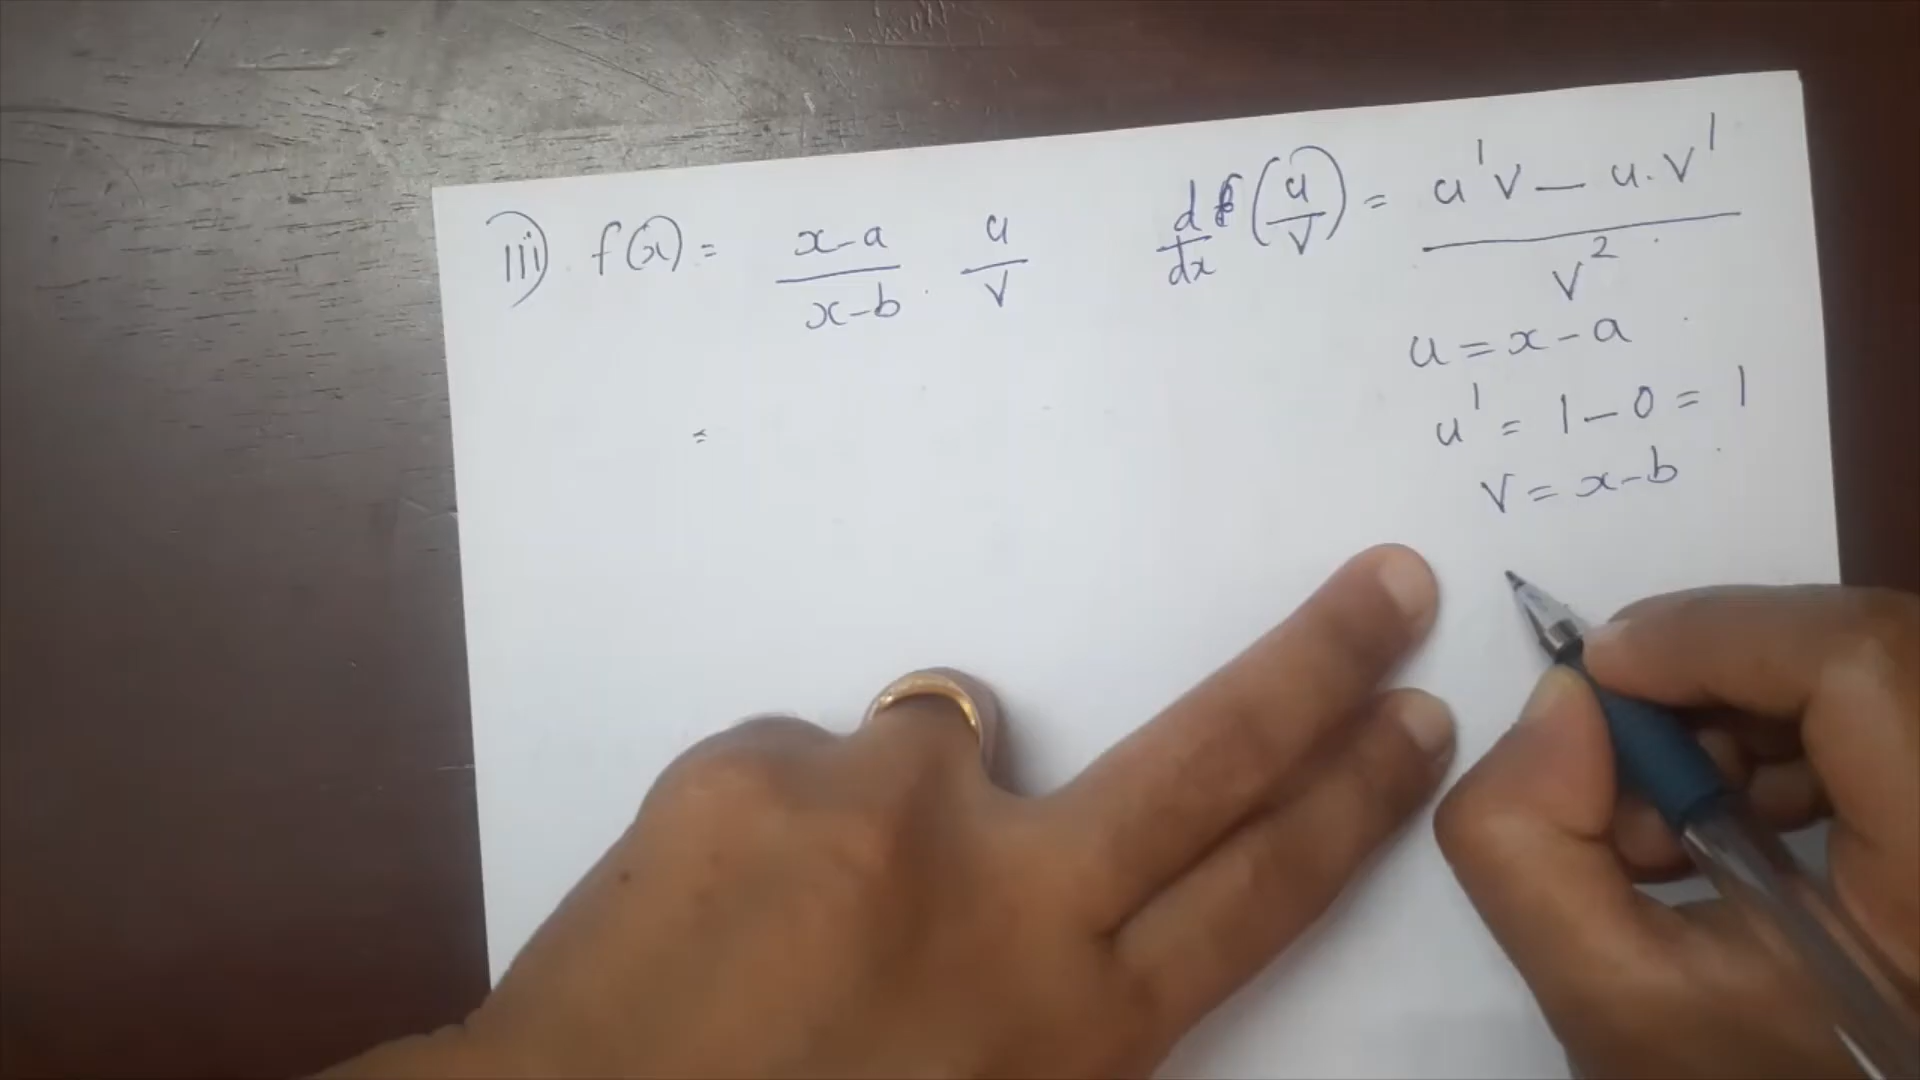 iii) f(x) = x-a / x-b . u / v
d/dx (u/v) = u'v - u.v' / v²
u = x-a
u' = 1-0 = 1
v = x-b
=